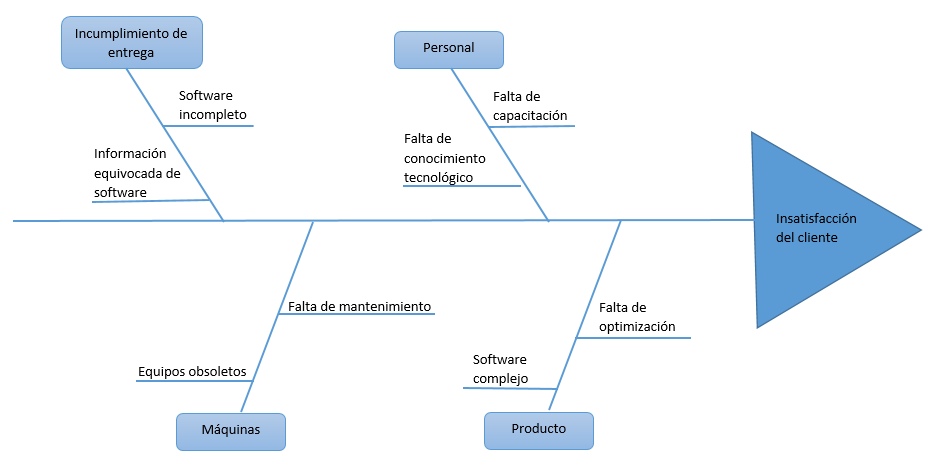 Incumplimiento de
entrega
Personal
Software
incompleto
Falta de
capacitación
Información
equivocada de
software
Falta de
conocimiento
tecnológico
Insatisfacción
del cliente
Falta de mantenimiento
Falta de
optimización
Equipos obsoletos
Software
complejo
Máquinas
Producto